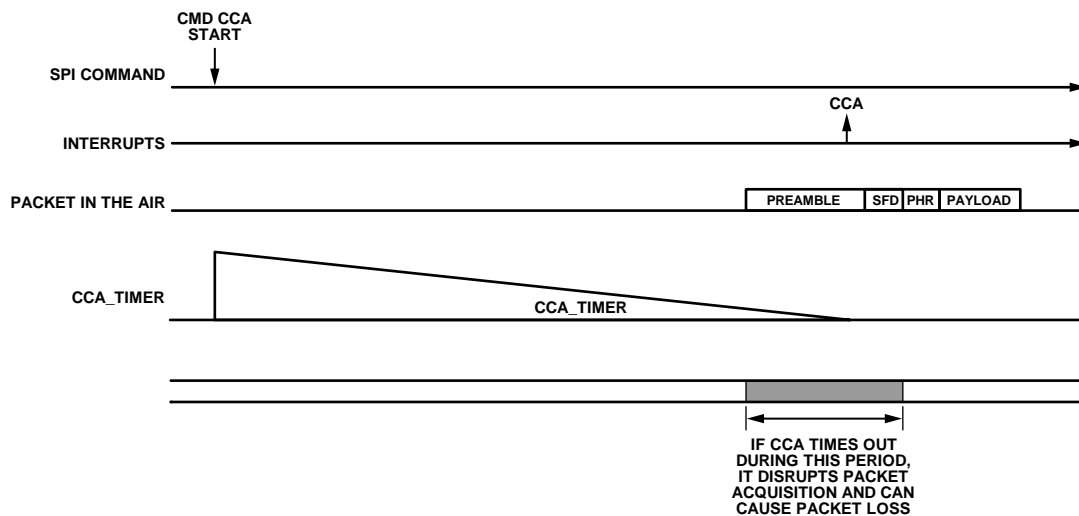 CMD CCA
START
SPI COMMAND
CCA
INTERRUPTS
PACKET IN THE AIR
PREAMBLE SFD PHR PAYLOAD
CCA_TIMER
CCA_TIMER
IF CCA TIMES OUT
DURING THIS PERIOD,
IT DISRUPTS PACKET
ACQUISITION AND CAN
CAUSE PACKET LOSS